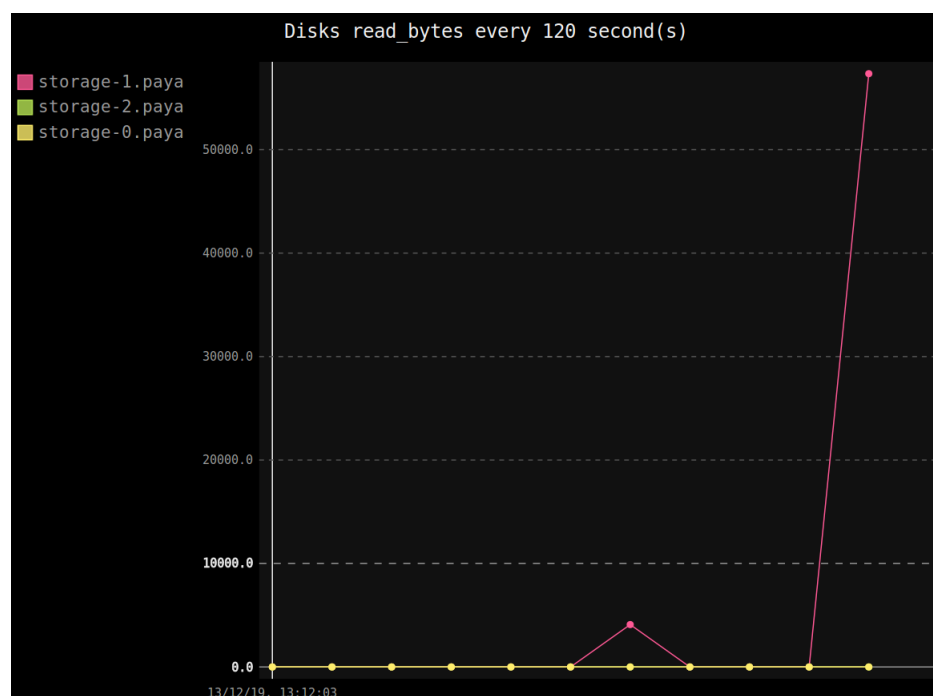 Disks read_bytes every 120 second(s)
storage-1.paya
storage-2.paya
storage-0.paya
50000.0
40000.0
30000.0
20000.0
10000.0
0.0
13/12/19, 13:12:03